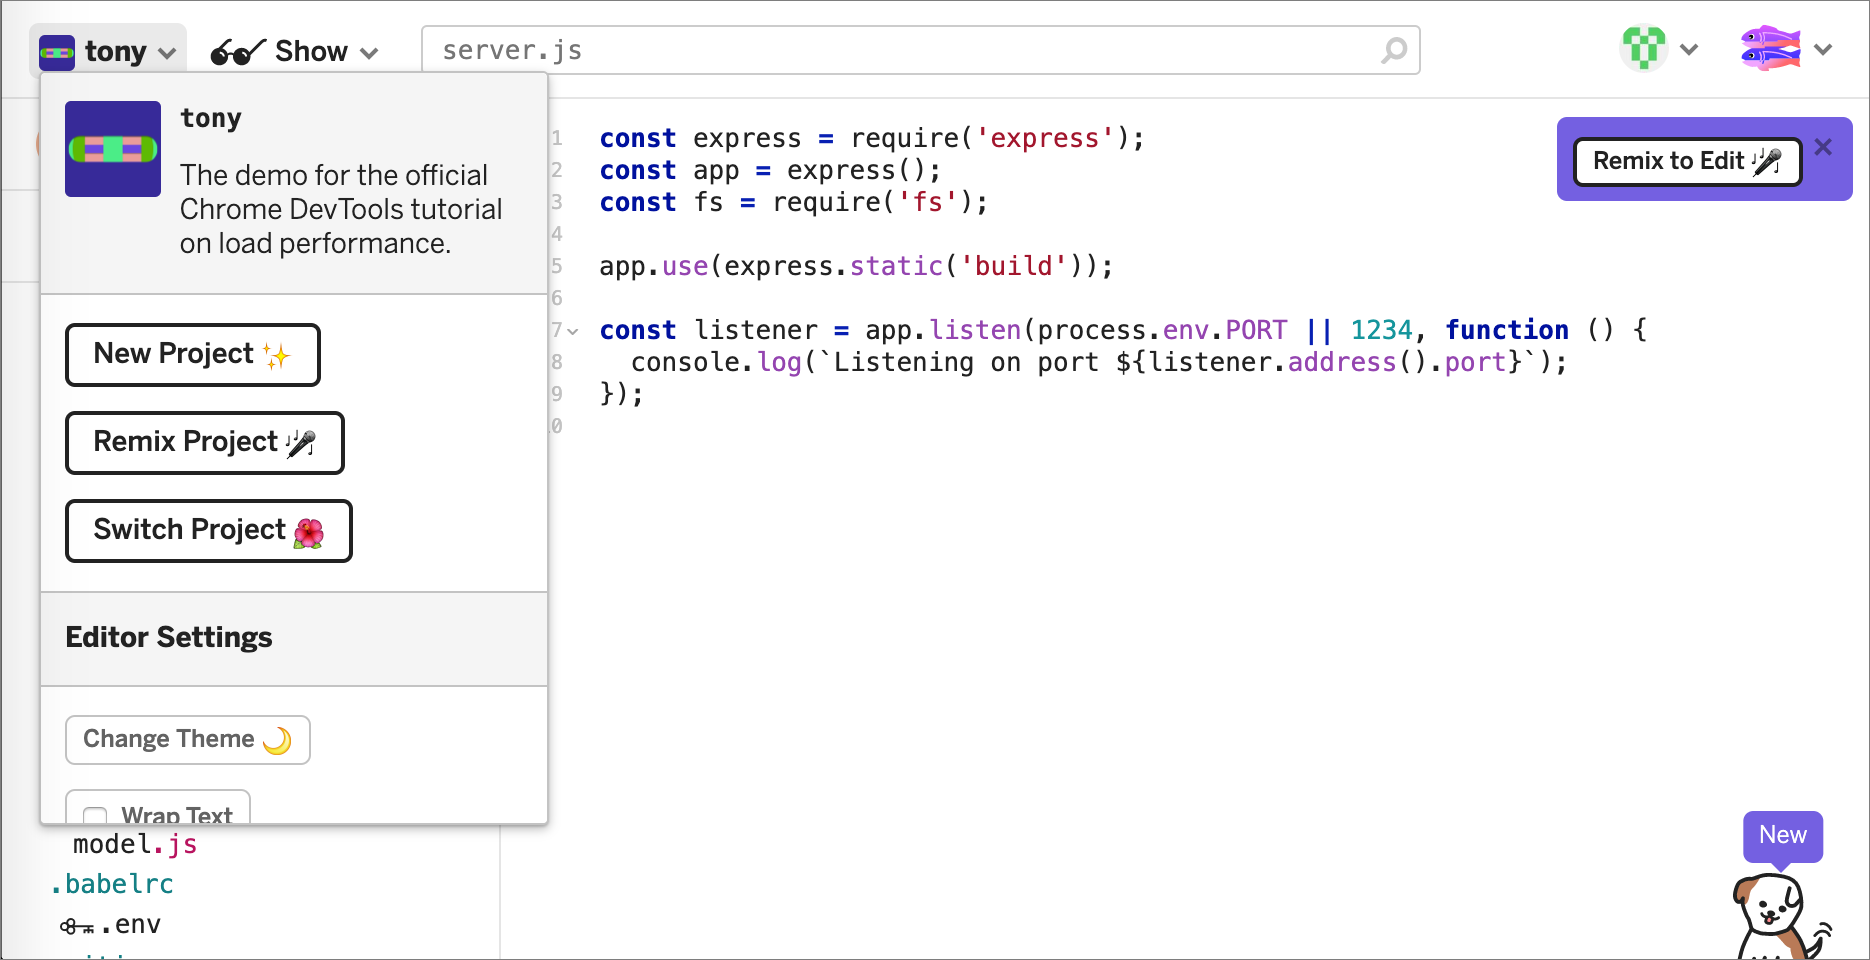 tony Show server.js
tony
The demo for the official
Chrome DevTools tutorial
on load performance.
New Project
Remix Project
Switch Project
Editor Settings
Change Theme
Wrap Text
model.js
.babelrc
.env
1 const express = require('express');
2 const app = express();
3 const fs = require('fs');
4
5 app.use(express.static('build'));
6
7 const listener = app.listen(process.env.PORT || 1234, function () {
8 console.log(`Listening on port ${listener.address().port}`);
9 });
Remix to Edit
New